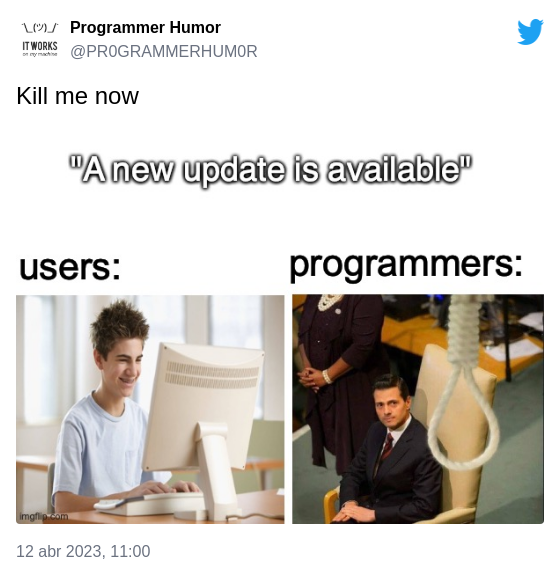 ¯\_(ツ)_/¯
IT WORKS
on my machine
Programmer Humor
@PR0GRAMMERHUM0R
Kill me now
"A new update is available"
users:
programmers:
imgflip.com
12 abr 2023, 11:00